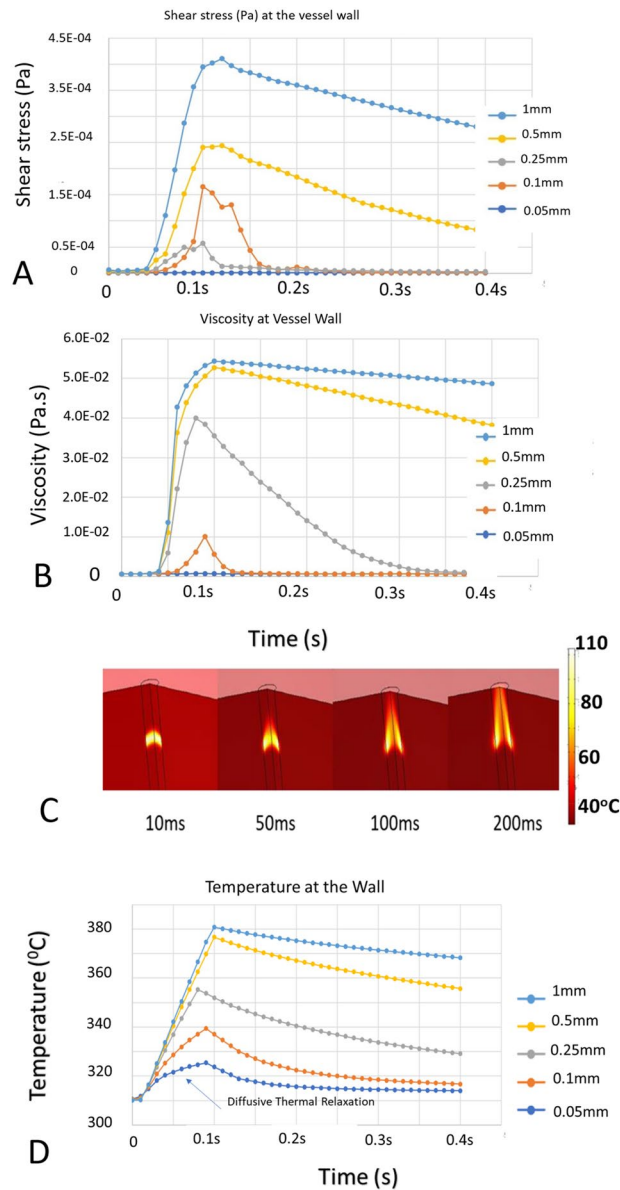 Shear stress (Pa) at the vessel wall
4.5E-04
3.5E-04
2.5E-04
1.5E-04
0.5E-04
0
Shear stress (Pa)
1mm
0.5mm
0.25mm
0.1mm
0.05mm
A
0 0.1s 0.2s 0.3s 0.4s
Viscosity at Vessel Wall
6.0E-02
5.0E-02
4.0E-02
3.0E-02
2.0E-02
1.0E-02
0
Viscosity (Pa.s)
1mm
0.5mm
0.25mm
0.1mm
0.05mm
B
0 0.1s 0.2s 0.3s 0.4s
Time (s)
110
80
60
40°C
C
10ms 50ms 100ms 200ms
Temperature at the Wall
380
360
340
320
300
Temperature (⁰C)
1mm
0.5mm
0.25mm
0.1mm
0.05mm
Diffusive Thermal Relaxation
D
0 0.1s 0.2s 0.3s 0.4s
Time (s)